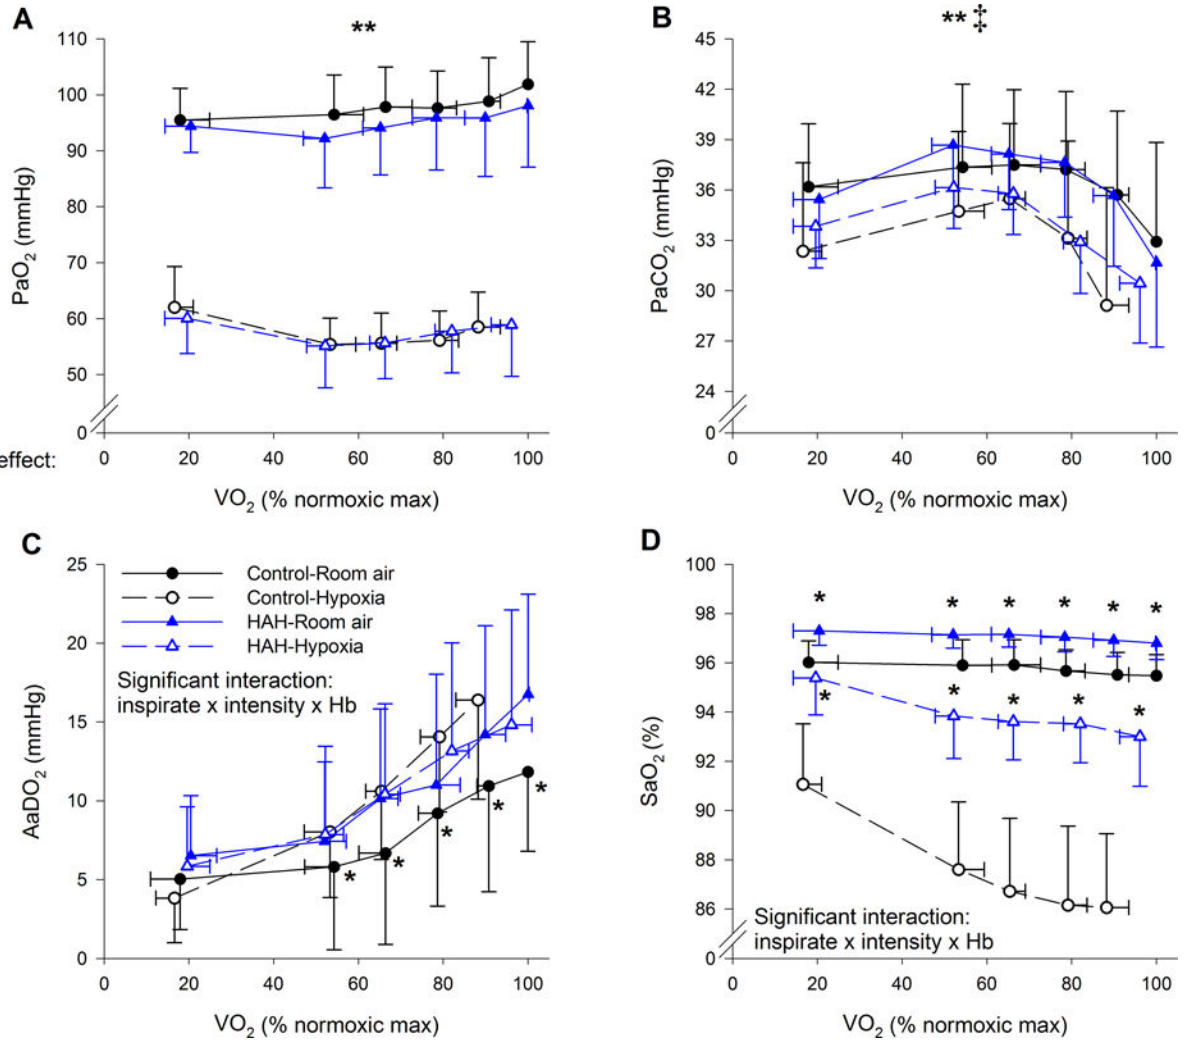 A
**
110
100
90
80
70
60
50
0
PaO2 (mmHg)
0 20 40 60 80 100
effect:
VO2 (% normoxic max)
B
** ‡
45
42
39
36
33
30
27
24
0
PaCO2 (mmHg)
0 20 40 60 80 100
VO2 (% normoxic max)
C
25
20
15
10
5
0
AaDO2 (mmHg)
Control-Room air
Control-Hypoxia
HAH-Room air
HAH-Hypoxia
Significant interaction:
inspirate x intensity x Hb
* * * * *
0 20 40 60 80 100
VO2 (% normoxic max)
D
100
98
96
94
92
90
88
86
0
SaO2 (%)
* * * * * *
* * * * *
Significant interaction:
inspirate x intensity x Hb
0 20 40 60 80 100
VO2 (% normoxic max)